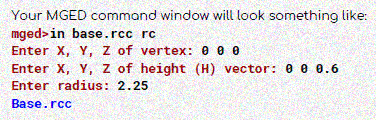 Your MGED command window will look something like:
mged>in base.rcc rc
Enter X, Y, Z of vertex: 0 0 0
Enter X, Y, Z of height (H) vector: 0 0 0.6
Enter radius: 2.25
Base.rcc